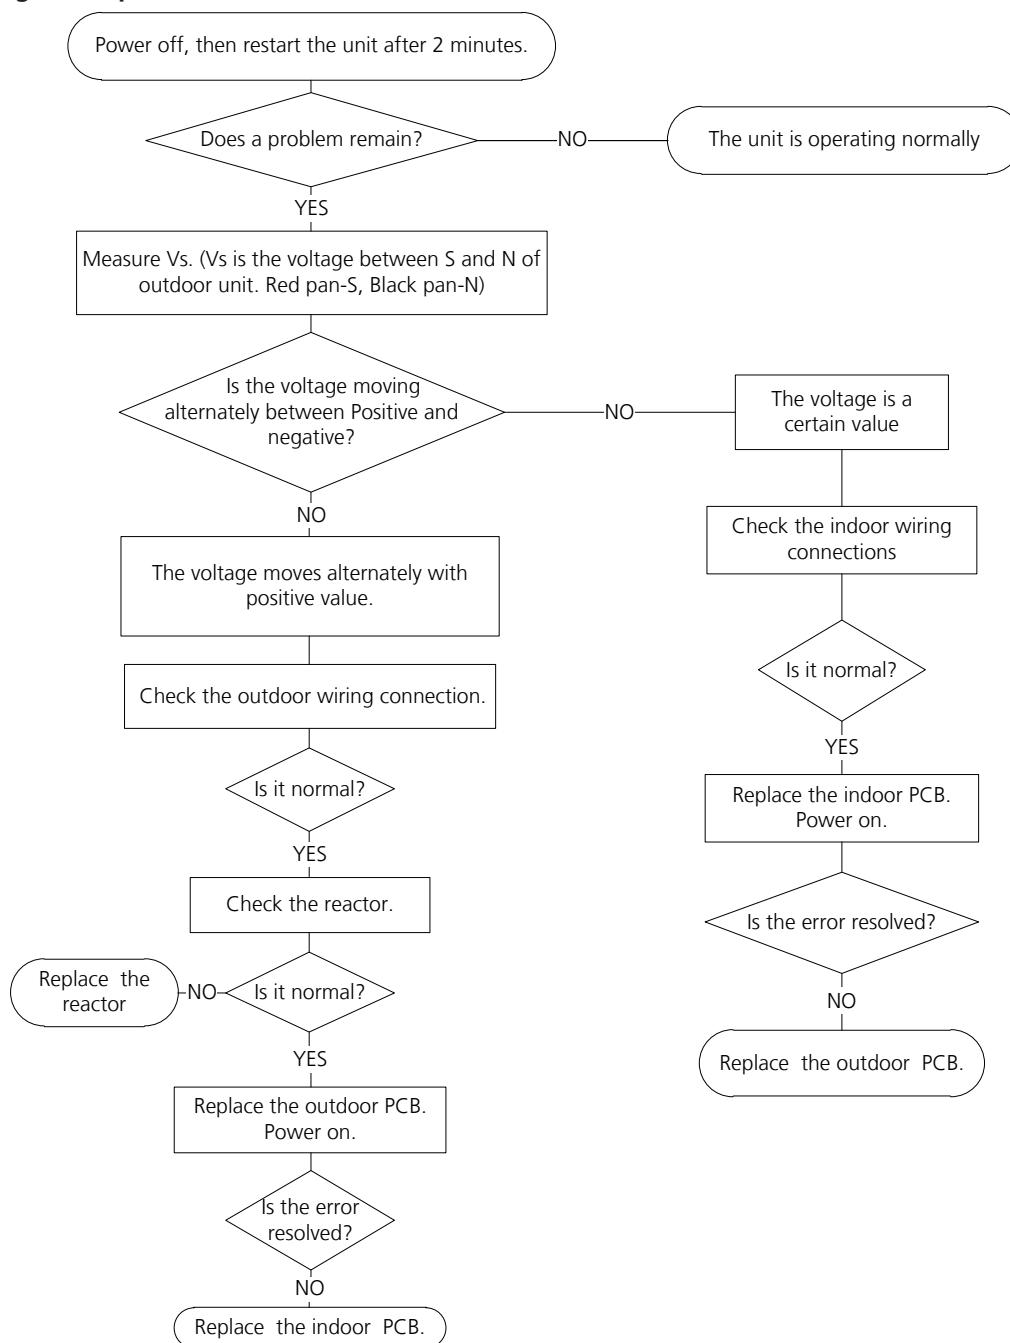 Power off, then restart the unit after 2 minutes.
Does a problem remain?
NO
The unit is operating normally
YES
Measure Vs. (Vs is the voltage between S and N of
outdoor unit. Red pan-S, Black pan-N)
Is the voltage moving
alternately between Positive and
negative?
NO
The voltage is a
certain value
NO
Check the indoor wiring
connections
The voltage moves alternately with
positive value.
Is it normal?
Check the outdoor wiring connection.
YES
Is it normal?
Replace the indoor PCB.
Power on.
YES
Check the reactor.
Is the error resolved?
Replace the
reactor
NO
Is it normal?
NO
YES
Replace the outdoor PCB.
Replace the outdoor PCB.
Power on.
Is the error
resolved?
NO
Replace the indoor PCB.